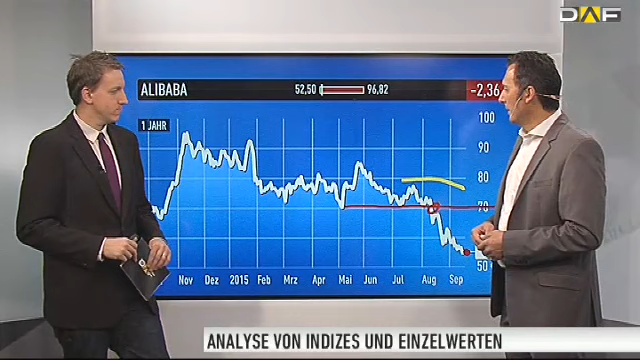 DAF
ALIBABA 52,50 96,82 -2,36
1 JAHR
100
90
80
70
50
Nov Dez 2015 Feb Mrz Apr Mai Jun Jul Aug Sep
ANALYSE VON INDIZES UND EINZELWERTEN